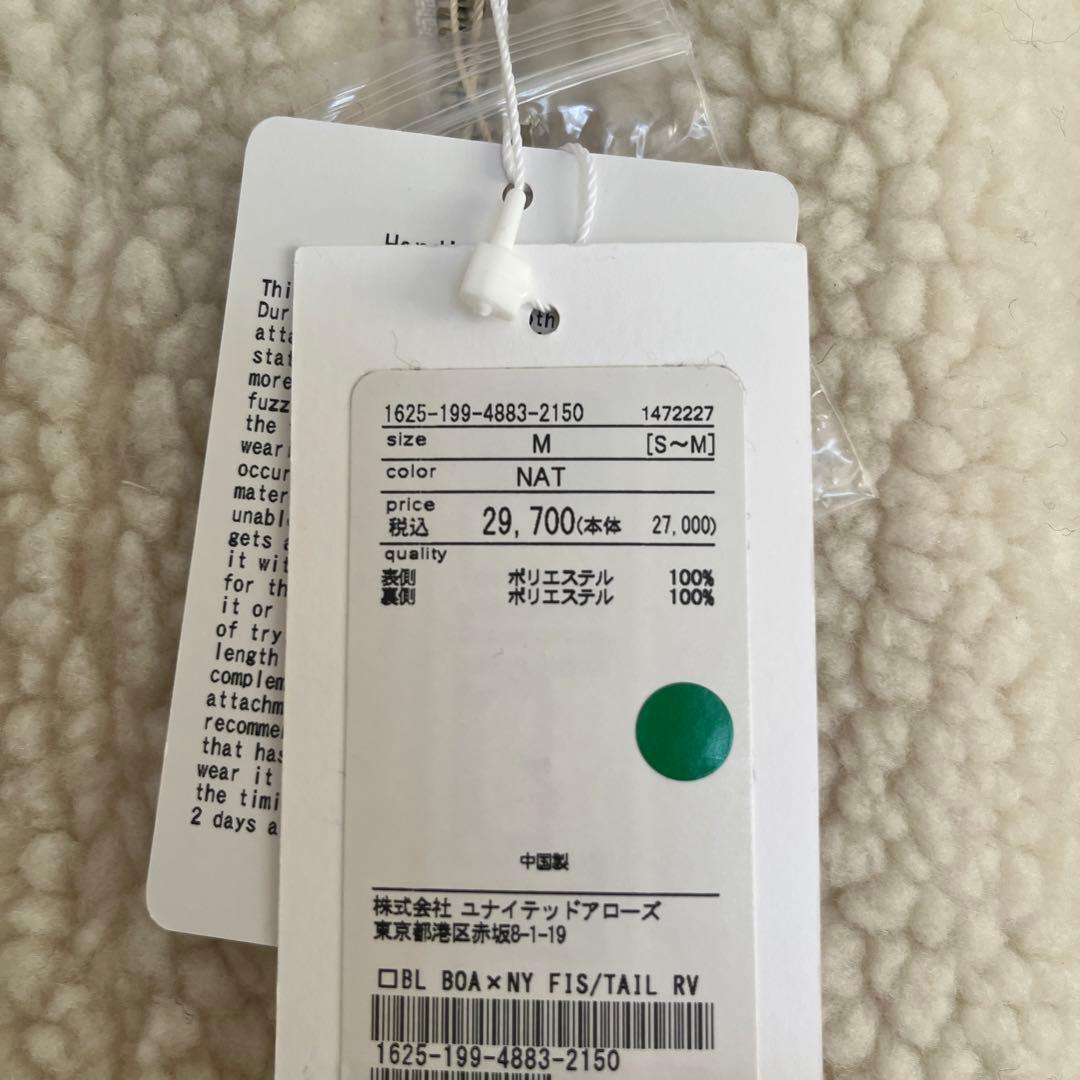 Thi
Dur
atta
stat
more
fuzz
the
wear
occur
mater
unable
gets a
it wit
for th
it or
of try
length
complem
attachm
recomme
that has
wear it
the timi
2 days a
th
1625-199-4883-2150 1472227
size M [S～M]
color NAT
price
税込 29,700(本体 27,000)
quality
表側 ポリエステル 100%
裏側 ポリエステル 100%
中国製
株式会社 ユナイテッドアローズ
東京都港区赤坂8-1-19
□BL BOA×NY FIS/TAIL RV
1625-199-4883-2150